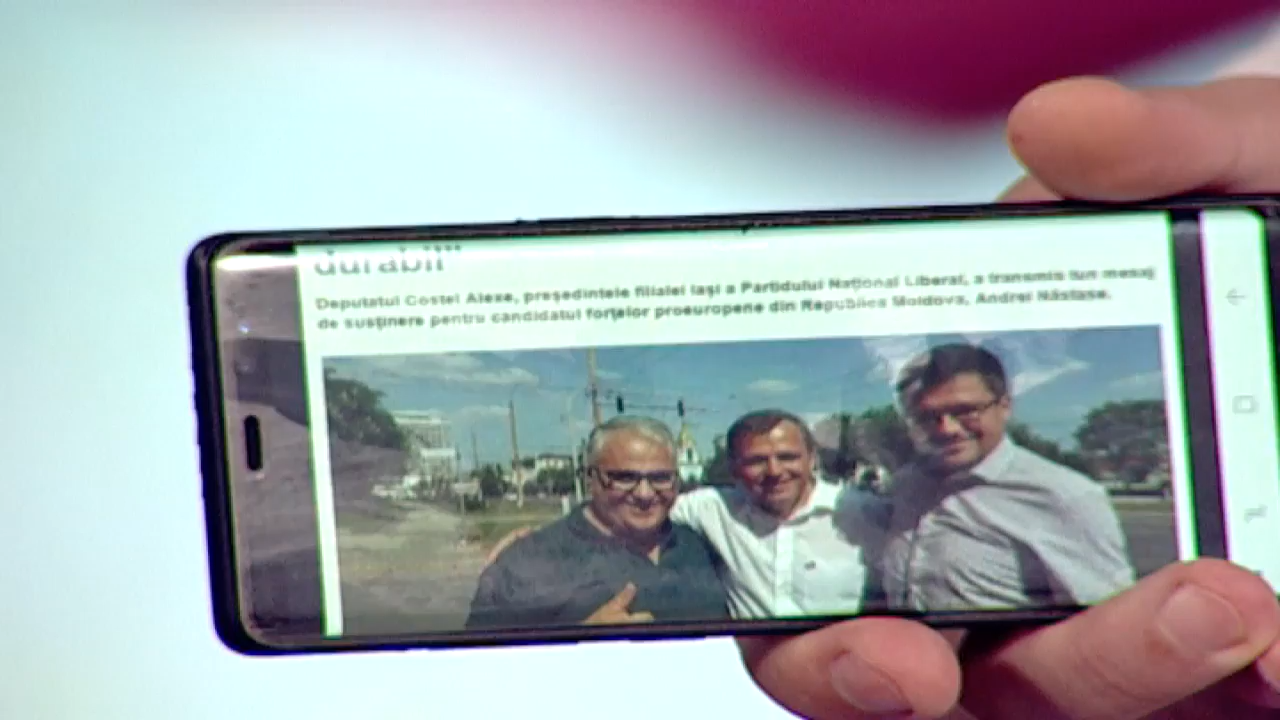 durabil"
Deputatul Costel Alexe, președintele filialei Iași a Partidului Național Liberal, a transmis un mesaj
de susținere pentru candidatul forțelor proeuropene din Republica Moldova, Andrei Năstase.